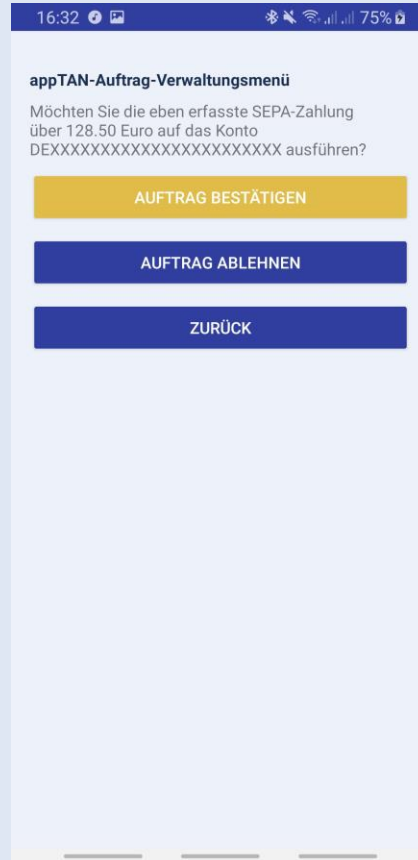 16:32 75%
appTAN-Auftrag-Verwaltungsmenü
Möchten Sie die eben erfasste SEPA-Zahlung
über 128.50 Euro auf das Konto
DEXXXXXXXXXXXXXXXXXXXXXXX ausführen?
AUFTRAG BESTÄTIGEN
AUFTRAG ABLEHNEN
ZURÜCK